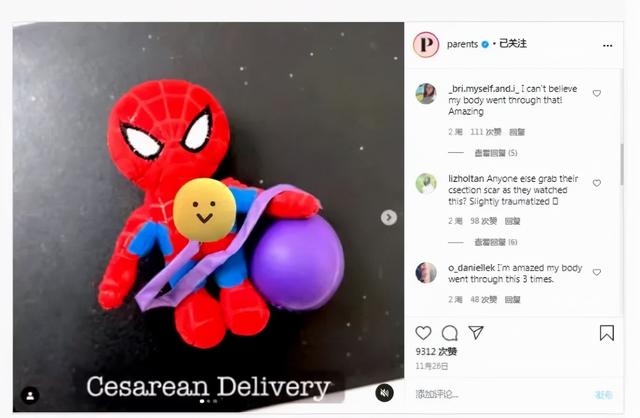 parents • 已关注
_bri.myself.and.i_ I can't believe
my body went through that!
Amazing
2 周 111 次赞 回复
查看回复 (5)
lizholtan Anyone else grab their
csection scar as they watched
this? Slightly traumatized
2 周 98 次赞 回复
查看回复 (6)
o_daniellek I'm amazed my body
went through this 3 times.
2 周 48 次赞 回复
9312 次赞
11月26日
添加评论...
发布
Cesarean Delivery